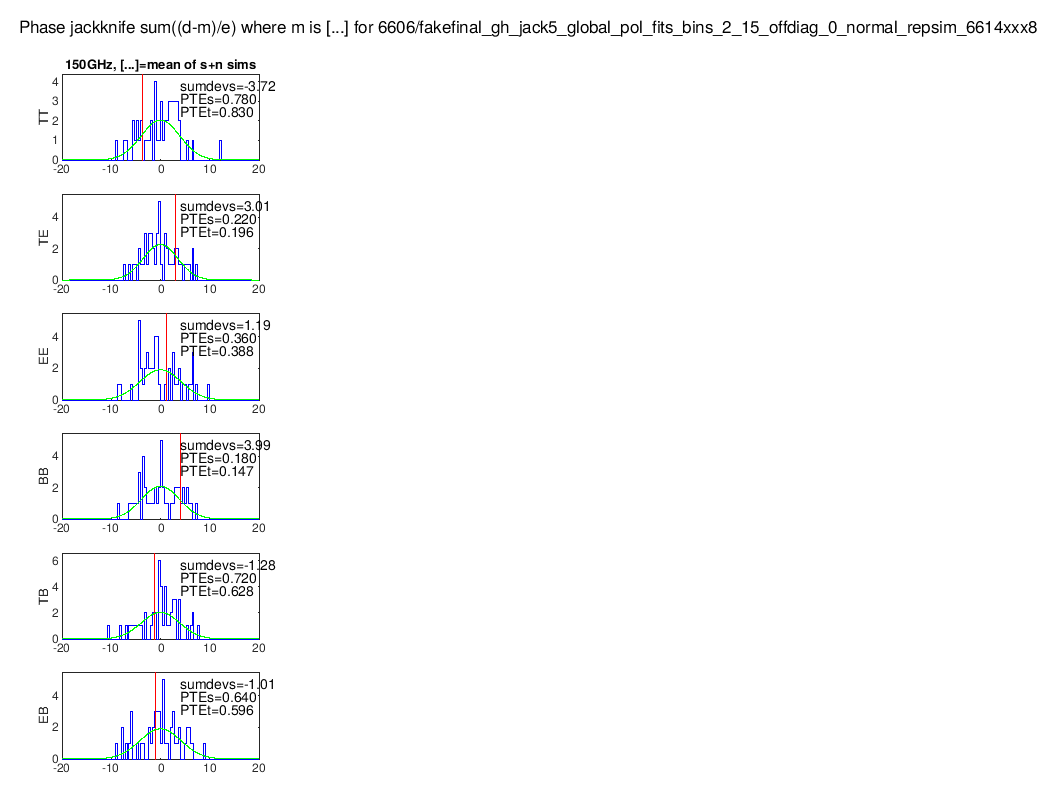 Phase jackknife sum((d-m)/e) where m is [...] for 6606/fakefinal_gh_jack5_global_pol_fits_bins_2_15_offdiag_0_normal_repsim_6614xxx8
150GHz, [...]=mean of s+n sims
TT
4
3
2
1
0
sumdevs=-3.72
PTEs=0.780
PTEt=0.830
-20 -10 0 10 20
TE
4
2
0
sumdevs=3.01
PTEs=0.220
PTEt=0.196
-20 -10 0 10 20
EE
4
2
0
sumdevs=1.19
PTEs=0.360
PTEt=0.388
-20 -10 0 10 20
BB
4
2
0
sumdevs=3.99
PTEs=0.180
PTEt=0.147
-20 -10 0 10 20
TB
6
4
2
0
sumdevs=-1.28
PTEs=0.720
PTEt=0.628
-20 -10 0 10 20
EB
4
2
0
sumdevs=-1.01
PTEs=0.640
PTEt=0.596
-20 -10 0 10 20